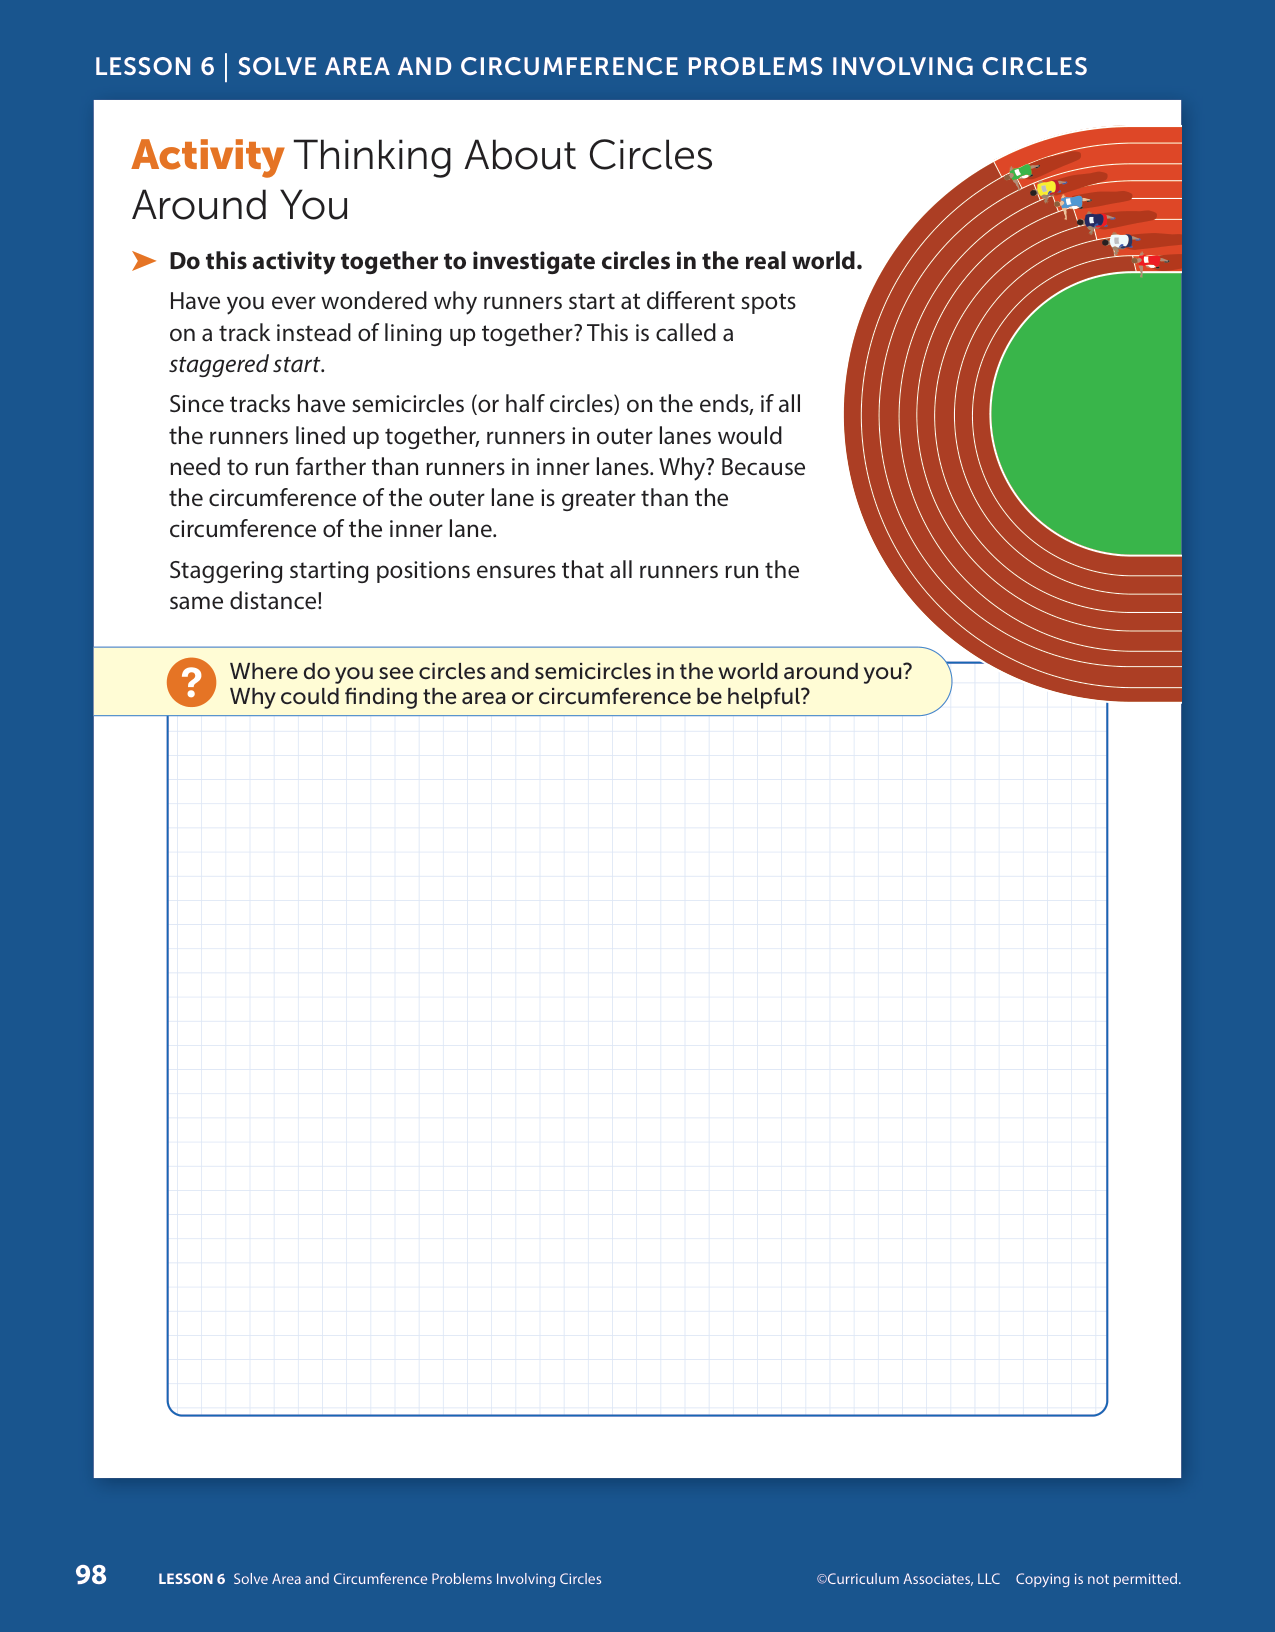 LESSON 6 | SOLVE AREA AND CIRCUMFERENCE PROBLEMS INVOLVING CIRCLES
Activity Thinking About Circles
Around You
Do this activity together to investigate circles in the real world.
Have you ever wondered why runners start at different spots
on a track instead of lining up together? This is called a
staggered start.
Since tracks have semicircles (or half circles) on the ends, if all
the runners lined up together, runners in outer lanes would
need to run farther than runners in inner lanes. Why? Because
the circumference of the outer lane is greater than the
circumference of the inner lane.
Staggering starting positions ensures that all runners run the
same distance!
? Where do you see circles and semicircles in the world around you?
Why could finding the area or circumference be helpful?
98 LESSON 6 Solve Area and Circumference Problems Involving Circles ©Curriculum Associates, LLC Copying is not permitted.